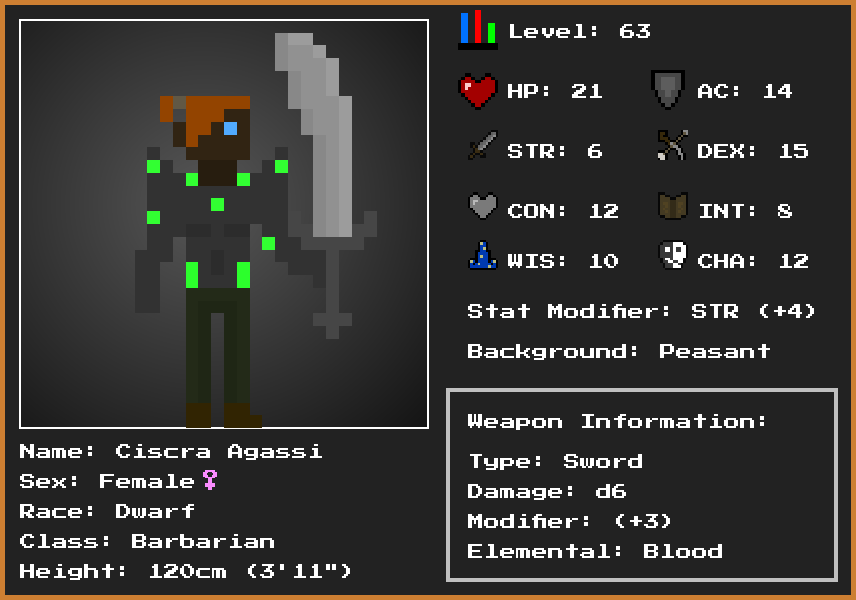 Level: 63
HP: 21
AC: 14
STR: 6
DEX: 15
CON: 12
INT: 8
WIS: 10
CHA: 12
Stat Modifier: STR (+4)
Background: Peasant
Weapon Information:
Type: Sword
Damage: d6
Modifier: (+3)
Elemental: Blood
Name: Ciscra Agassi
Sex: Female♀
Race: Dwarf
Class: Barbarian
Height: 120cm (3'11")